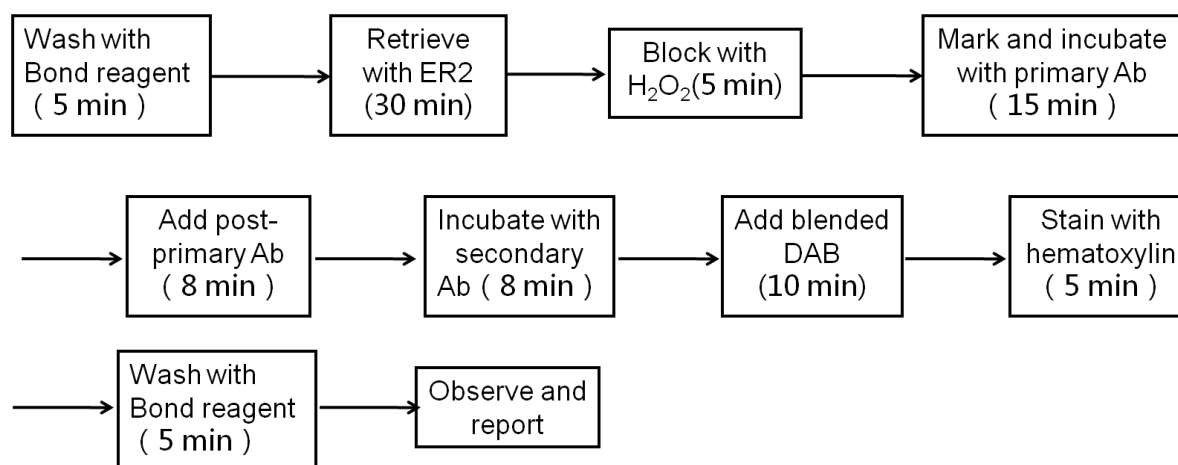 Wash with
Bond reagent
( 5 min )
Retrieve
with ER2
(30 min)
Block with
H₂O₂(5 min)
Mark and incubate
with primary Ab
( 15 min )
Add post-
primary Ab
( 8 min )
Incubate with
secondary
Ab ( 8 min )
Add blended
DAB
(10 min)
Stain with
hematoxylin
( 5 min )
Wash with
Bond reagent
( 5 min )
Observe and
report